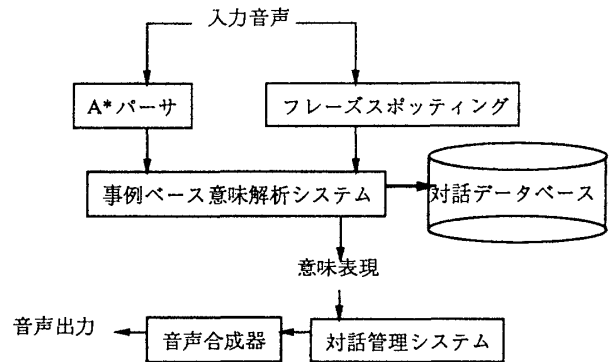 入力音声
A*パーサ
フレーズスポッティング
事例ベース意味解析システム
対話データベース
意味表現
音声出力
音声合成器
対話管理システム